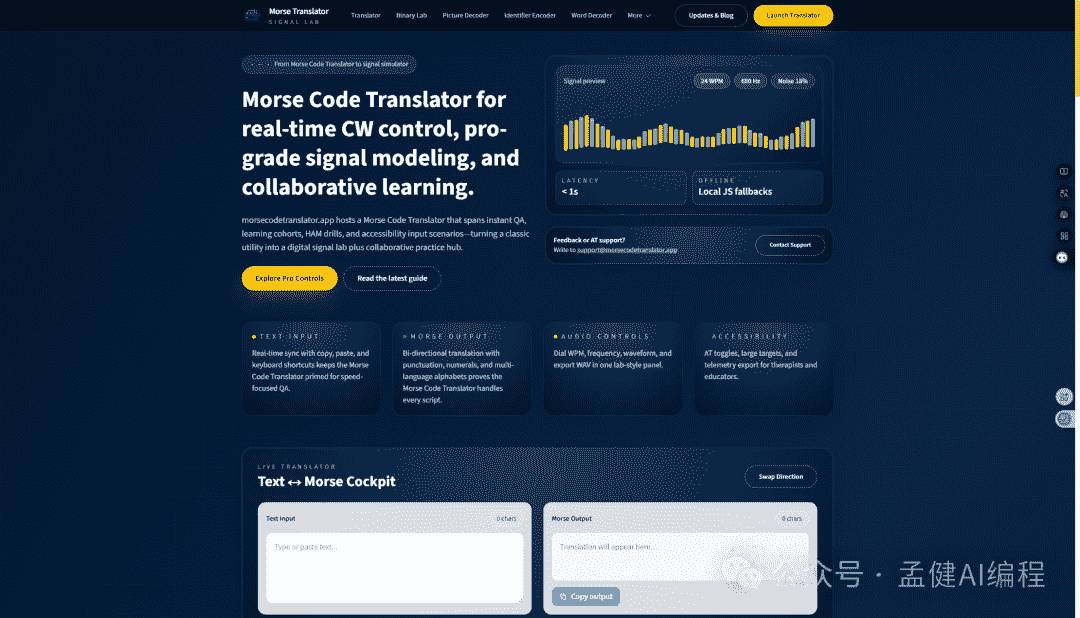 Morse Translator
SIGNAL LAB
Translator
Binary Lab
Picture Decoder
Identifier Encoder
Word Decoder
More
Updates & Blog
Launch Translator
From Morse Code Translator to signal simulator
Morse Code Translator for
real-time CW control, pro-
grade signal modeling, and
collaborative learning.
morsecodetranslator.app hosts a Morse Code Translator that spans instant QA,
learning cohorts, HAM drills, and accessibility input scenarios—turning a classic
utility into a digital signal lab plus collaborative practice hub.
Explore Pro Controls
Read the latest guide
Signal preview
24 WPM
680 Hz
Noise 15%
LATENCY
< 1s
OFFLINE
Local JS fallbacks
Feedback or AT support?
Write to support@morsecodetranslator.app
Contact Support
TEXT INPUT
Real-time sync with copy, paste, and
keyboard shortcuts keeps the Morse
Code Translator primed for speed-
focused QA.
MORSE OUTPUT
Bi-directional translation with
punctuation, numerals, and multi-
language alphabets proves the
Morse Code Translator handles
every script.
AUDIO CONTROLS
Dial WPM, frequency, waveform, and
export WAV in one lab-style panel.
ACCESSIBILITY
AT toggles, large targets, and
telemetry export for therapists and
educators.
LIVE TRANSLATOR
Text ↔ Morse Cockpit
Swap Direction
Text Input
0 chars
Type or paste text...
Morse Output
0 chars
Translation will appear here...
Copy output
公众号 · 孟健AI编程